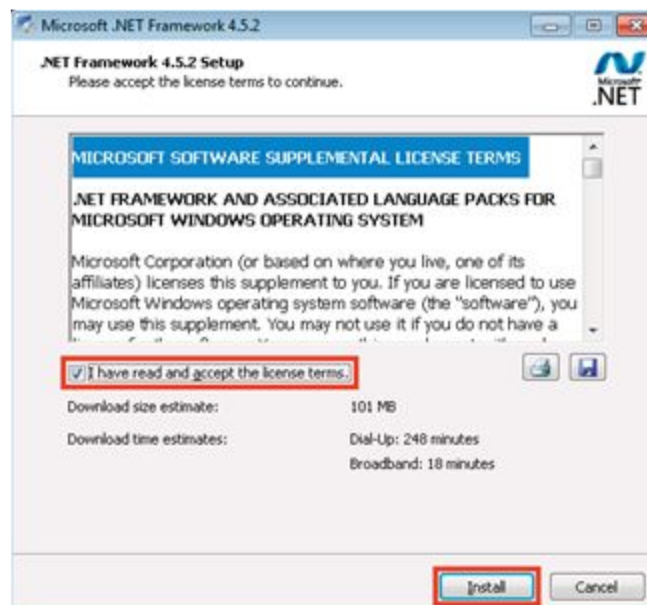 Microsoft .NET Framework 4.5.2
.NET Framework 4.5.2 Setup
Please accept the license terms to continue.
Microsoft
.NET
MICROSOFT SOFTWARE SUPPLEMENTAL LICENSE TERMS
.NET FRAMEWORK AND ASSOCIATED LANGUAGE PACKS FOR
MICROSOFT WINDOWS OPERATING SYSTEM
Microsoft Corporation (or based on where you live, one of its
affiliates) licenses this supplement to you. If you are licensed to use
Microsoft Windows operating system software (the "software"), you
may use this supplement. You may not use it if you do not have a
I have read and accept the license terms.
Download size estimate: 101 MB
Download time estimates: Dial-Up: 248 minutes
Broadband: 18 minutes
Install Cancel